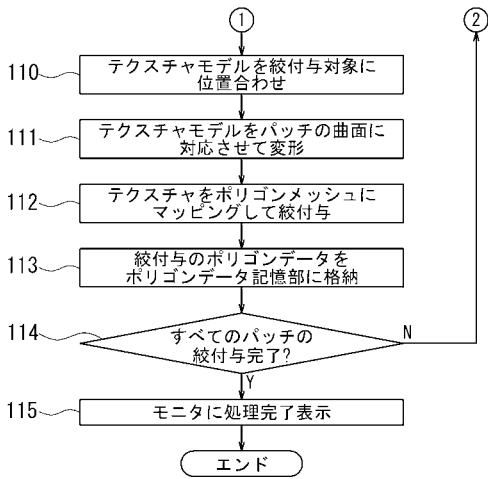 ① ②
110 テクスチャモデルを絞付与対象に
位置合わせ
111 テクスチャモデルをパッチの曲面に
対応させて変形
112 テクスチャをポリゴンメッシュに
マッピングして絞付与
113 絞付与のポリゴンデータを
ポリゴンデータ記憶部に格納
114 すべてのパッチの N
絞付与完了?
Y
115 モニタに処理完了表示
エンド